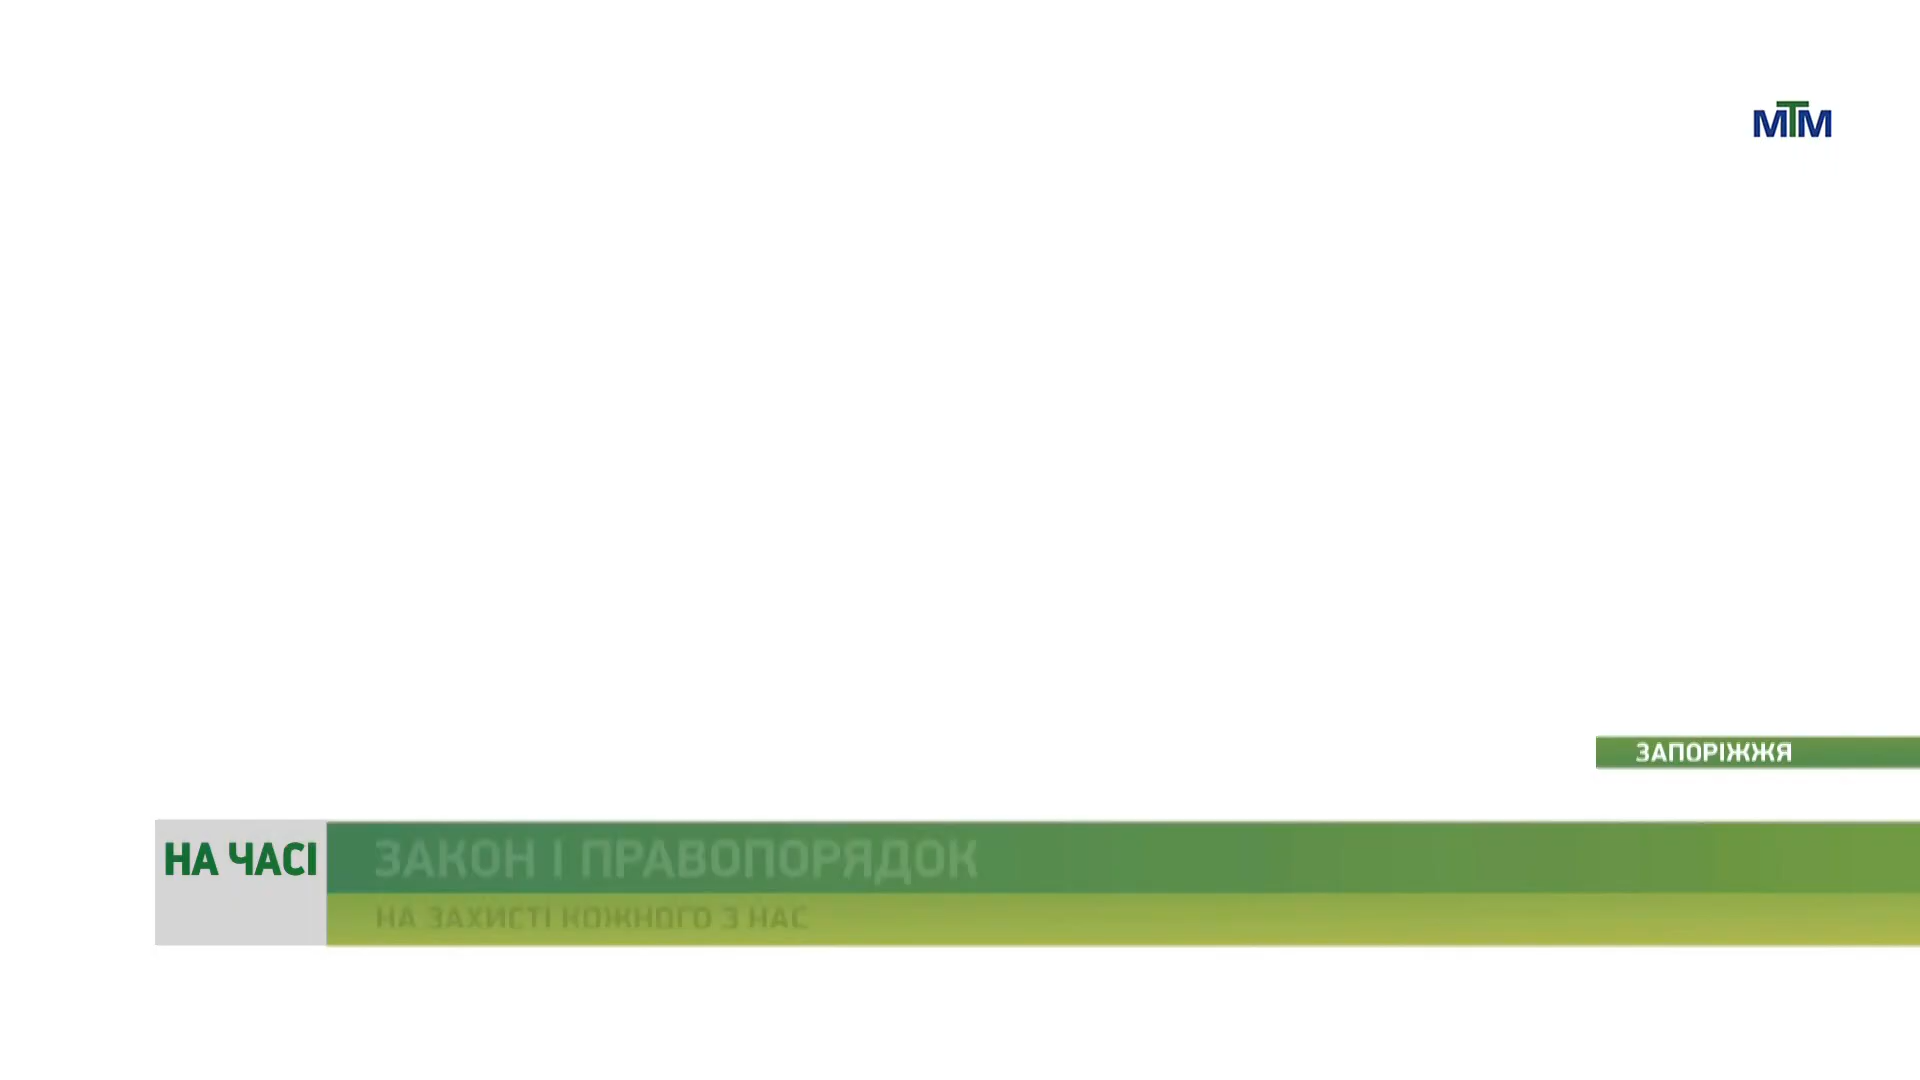 МТМ
ЗАПОРІЖЖЯ
НА ЧАСІ
ЗАКОН І ПРАВОПОРЯДОК
НА ЗАХИСТІ КОЖНОГО З НАС